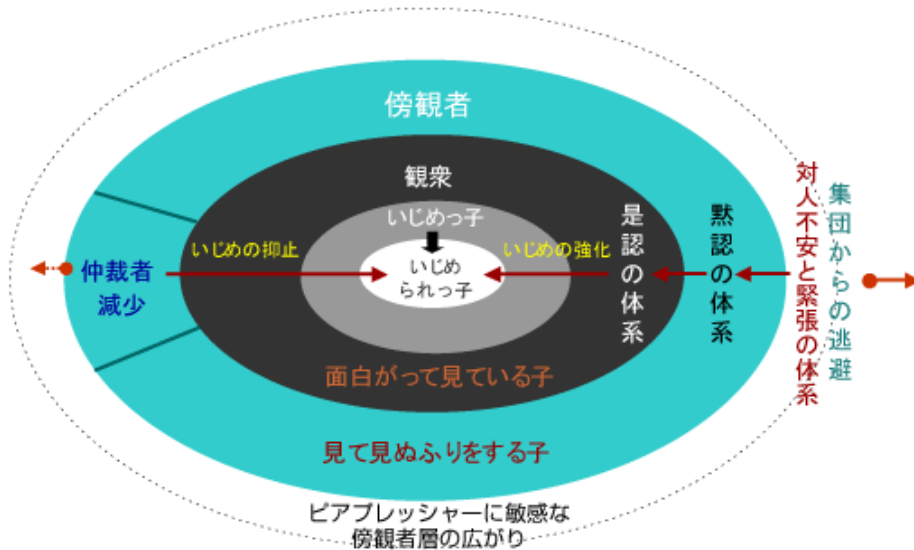 傍観者
観衆
いじめっ子
いじめ
られっ子
いじめの抑止
いじめの強化
仲裁者
減少
是認の体系
黙認の体系
対人不安と緊張の体系
集団からの逃避
面白がって見ている子
見て見ぬふりをする子
ピアプレッシャーに敏感な
傍観者層の広がり